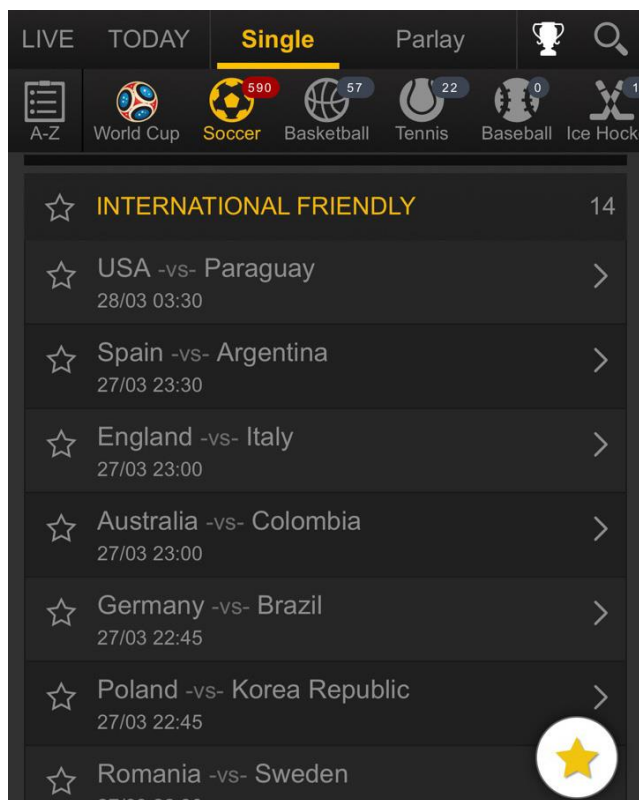 LIVE TODAY Single Parlay
590 57 22 0 1
A-Z World Cup Soccer Basketball Tennis Baseball Ice Hock
INTERNATIONAL FRIENDLY 14
USA -vs- Paraguay
28/03 03:30
Spain -vs- Argentina
27/03 23:30
England -vs- Italy
27/03 23:00
Australia -vs- Colombia
27/03 23:00
Germany -vs- Brazil
27/03 22:45
Poland -vs- Korea Republic
27/03 22:45
Romania -vs- Sweden